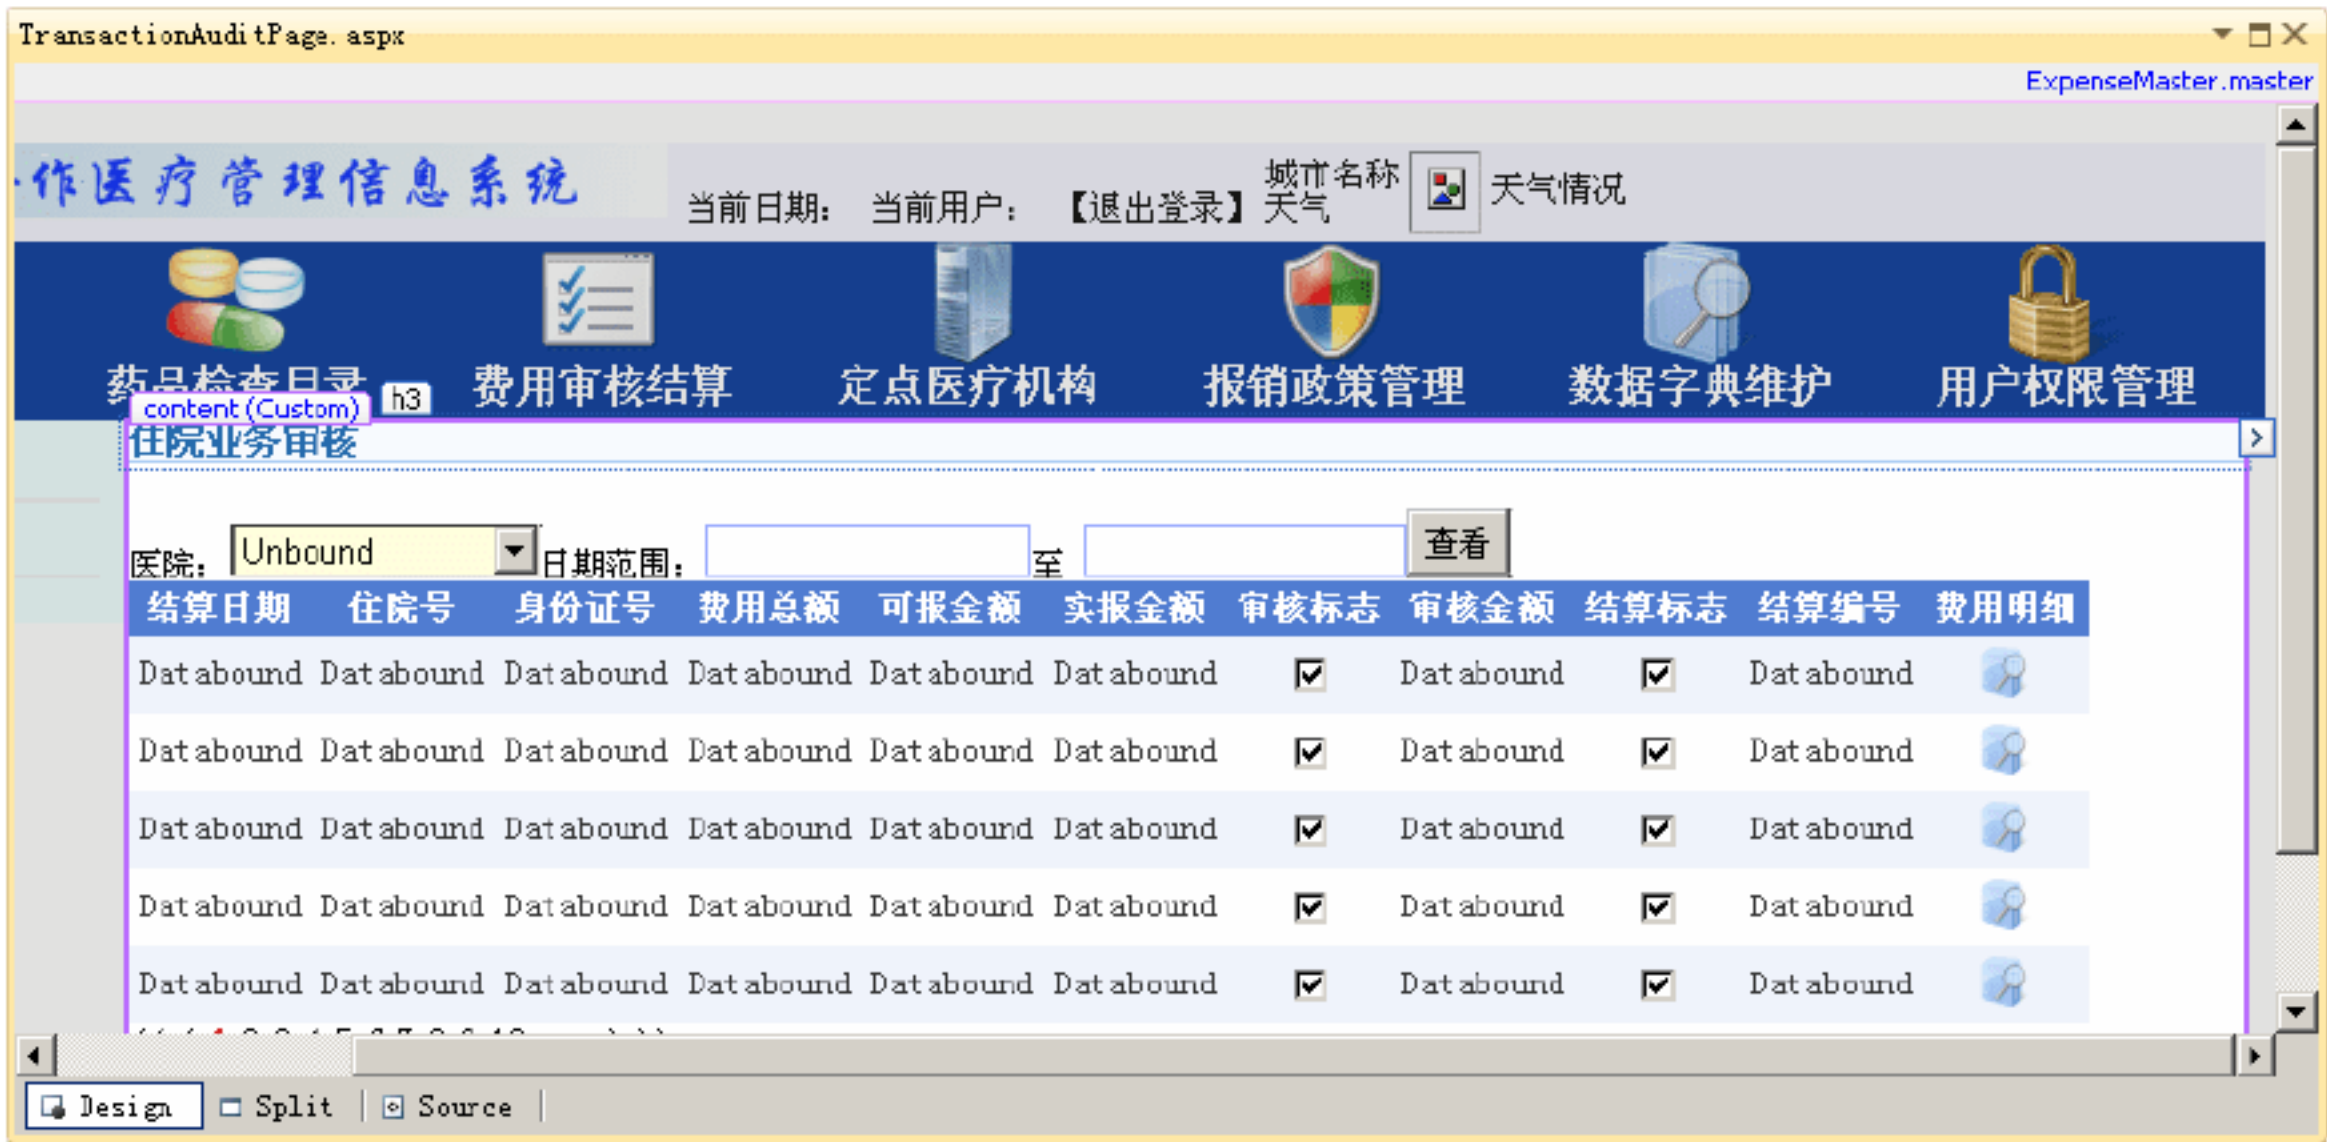 TransactionAuditPage.aspx
ExpenseMaster.master
作医疗管理信息系统
当前日期： 当前用户： 【退出登录】 城市名称 天气 天气情况
药品检查目录 费用审核结算 定点医疗机构 报销政策管理 数据字典维护 用户权限管理
content (Custom) h3
住院业务审核
医院： Unbound 日期范围： 至 查看
结算日期 住院号 身份证号 费用总额 可报金额 实报金额 审核标志 审核金额 结算标志 结算编号 费用明细
Databound Databound Databound Databound Databound Databound Databound Databound
Databound Databound Databound Databound Databound Databound Databound Databound
Databound Databound Databound Databound Databound Databound Databound Databound
Databound Databound Databound Databound Databound Databound Databound Databound
Databound Databound Databound Databound Databound Databound Databound Databound
Design Split Source